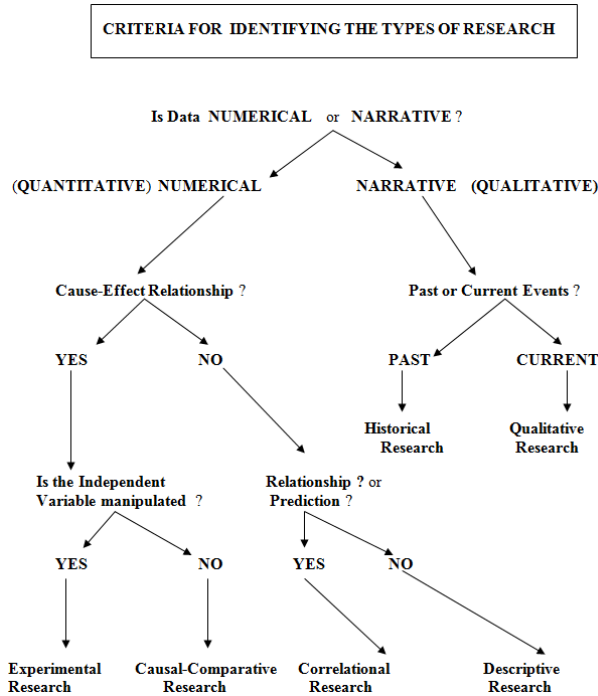 CRITERIA FOR IDENTIFYING THE TYPES OF RESEARCH
Is Data NUMERICAL or NARRATIVE ?
(QUANTITATIVE) NUMERICAL NARRATIVE (QUALITATIVE)
Cause-Effect Relationship ? Past or Current Events ?
YES NO PAST CURRENT
Historical Qualitative
Research Research
Is the Independent Relationship ? or
Variable manipulated ? Prediction ?
YES NO YES NO
Experimental Causal-Comparative Correlational Descriptive
Research Research Research Research